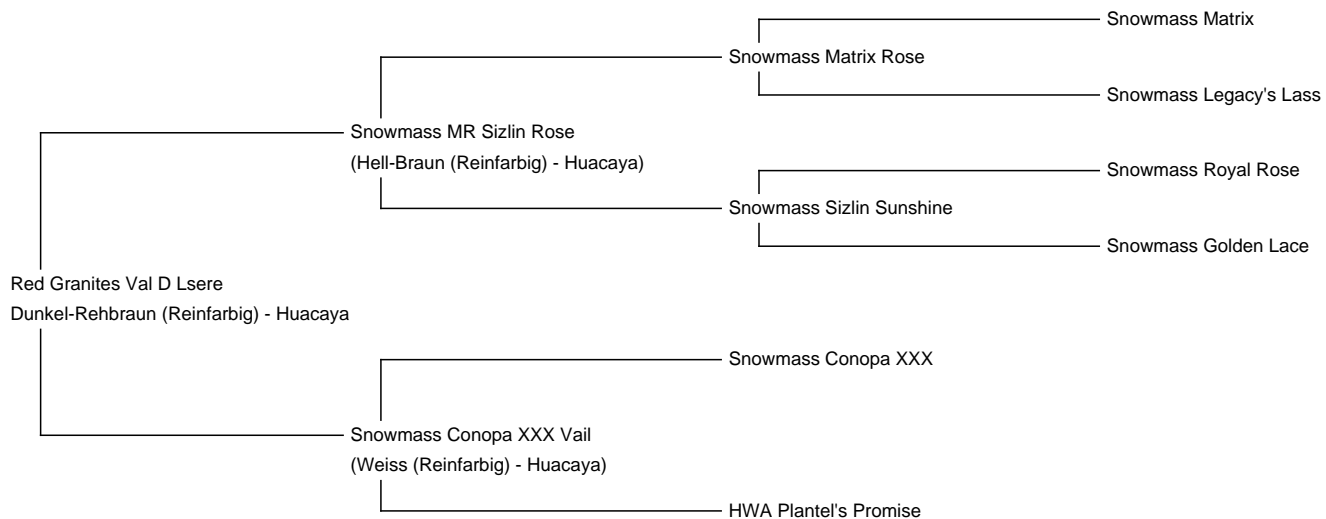 Snowmass Matrix
Snowmass Matrix Rose
Snowmass Legacy's Lass
Snowmass MR Sizlin Rose
(Hell-Braun (Reinfarbig) - Huacaya)
Snowmass Royal Rose
Snowmass Sizlin Sunshine
Snowmass Golden Lace
Red Granites Val D Lsere
Dunkel-Rehbraun (Reinfarbig) - Huacaya
Snowmass Conopa XXX
Snowmass Conopa XXX Vail
(Weiss (Reinfarbig) - Huacaya)
HWA Plantel's Promise